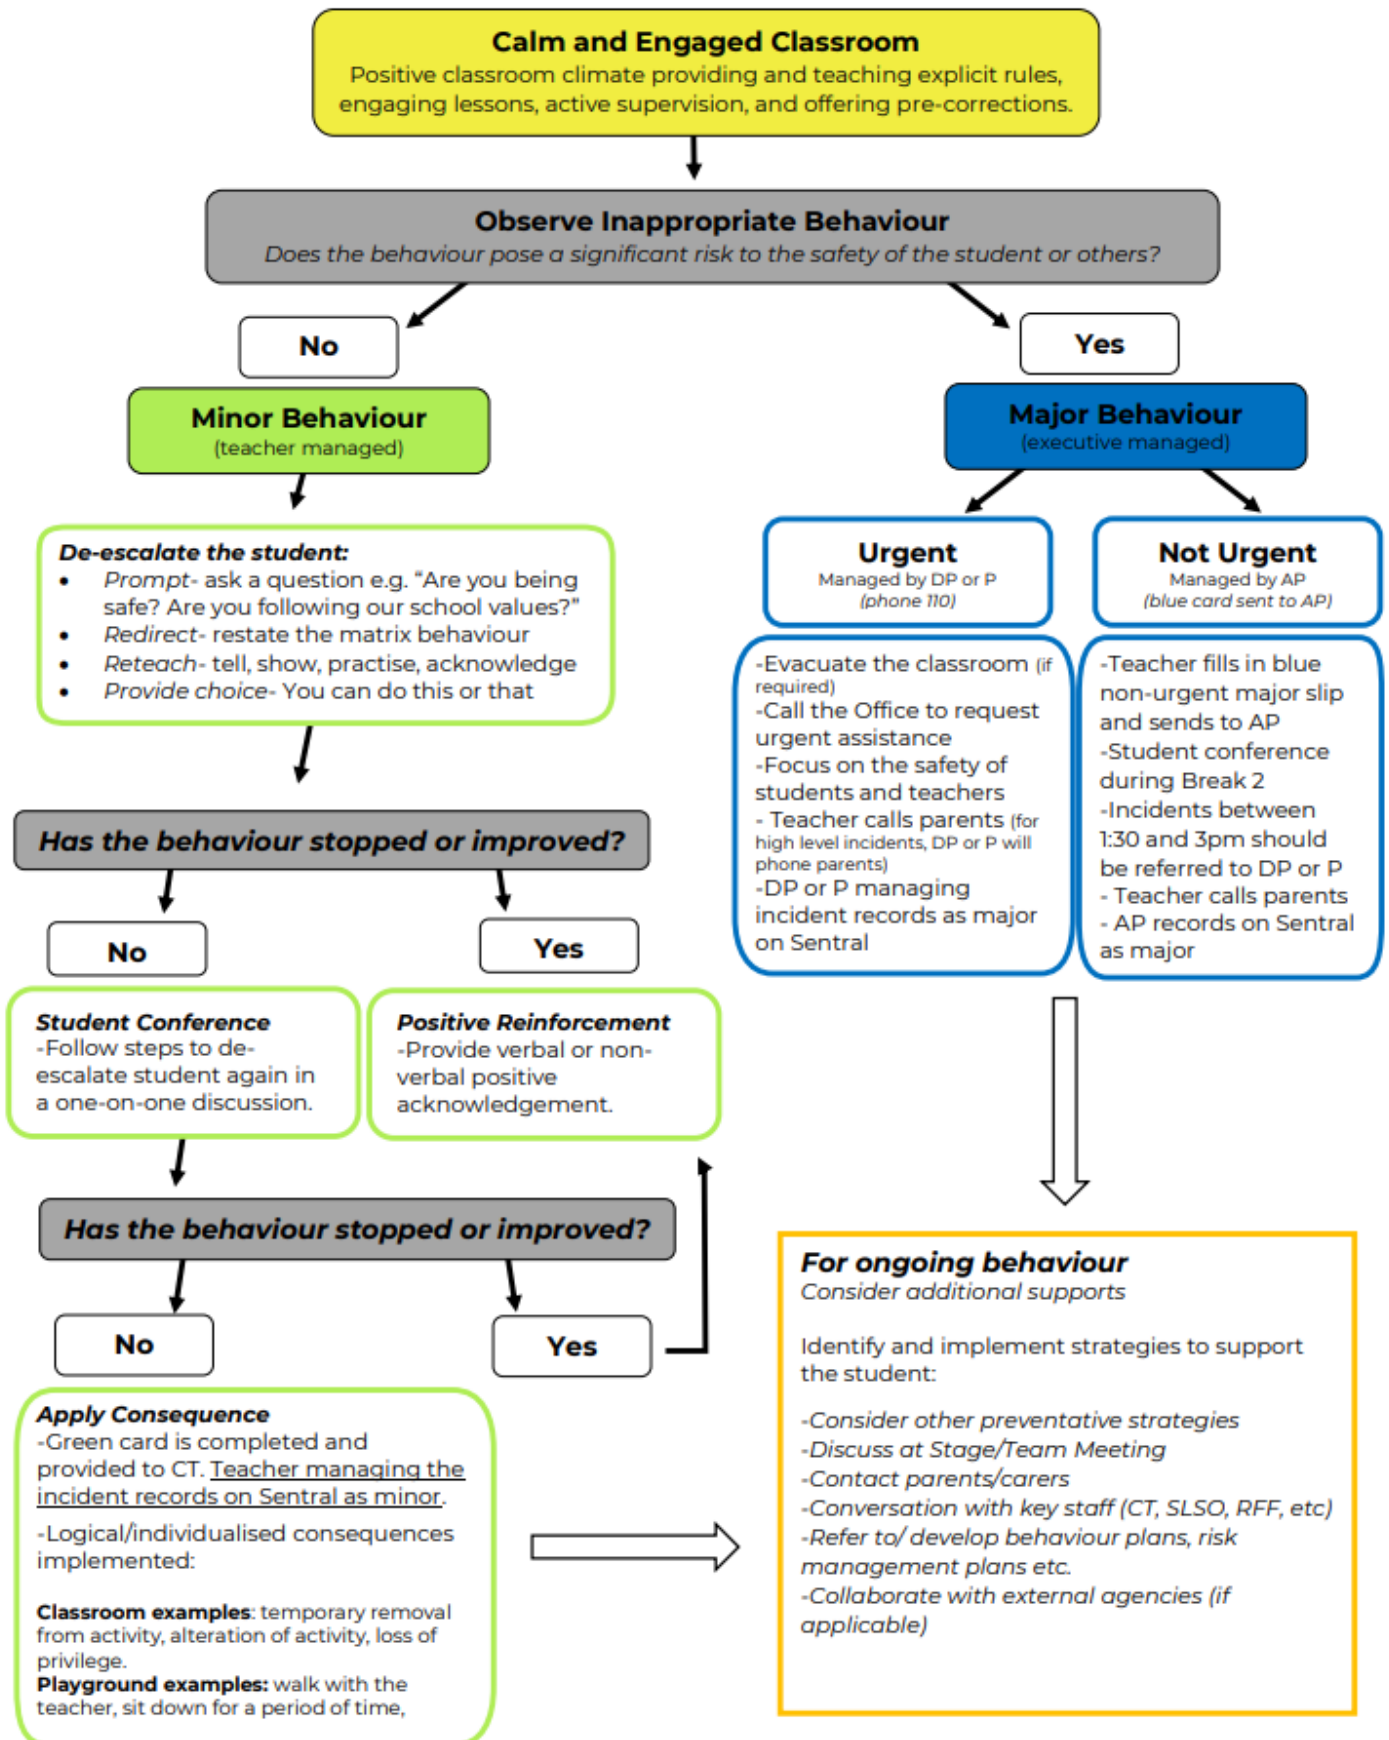 Calm and Engaged Classroom
Positive classroom climate providing and teaching explicit rules,
engaging lessons, active supervision, and offering pre-corrections.
Observe Inappropriate Behaviour
Does the behaviour pose a significant risk to the safety of the student or others?
No
Yes
Minor Behaviour
(teacher managed)
Major Behaviour
(executive managed)
De-escalate the student:
• Prompt- ask a question e.g. “Are you being
safe? Are you following our school values?”
• Redirect- restate the matrix behaviour
• Reteach- tell, show, practise, acknowledge
• Provide choice- You can do this or that
Urgent
Managed by DP or P
(phone 110)
-Evacuate the classroom (if
required)
-Call the Office to request
urgent assistance
-Focus on the safety of
students and teachers
- Teacher calls parents (for
high level incidents, DP or P will
phone parents)
-DP or P managing
incident records as major
on Sentral
Not Urgent
Managed by AP
(blue card sent to AP)
-Teacher fills in blue
non-urgent major slip
and sends to AP
-Student conference
during Break 2
-Incidents between
1:30 and 3pm should
be referred to DP or P
- Teacher calls parents
- AP records on Sentral
as major
Has the behaviour stopped or improved?
No
Yes
Student Conference
-Follow steps to de-
escalate student again in
a one-on-one discussion.
Positive Reinforcement
-Provide verbal or non-
verbal positive
acknowledgement.
Has the behaviour stopped or improved?
No
Yes
Apply Consequence
-Green card is completed and
provided to CT. Teacher managing the
incident records on Sentral as minor.
-Logical/individualised consequences
implemented:
Classroom examples: temporary removal
from activity, alteration of activity, loss of
privilege.
Playground examples: walk with the
teacher, sit down for a period of time,
For ongoing behaviour
Consider additional supports
Identify and implement strategies to support
the student:
-Consider other preventative strategies
-Discuss at Stage/Team Meeting
-Contact parents/carers
-Conversation with key staff (CT, SLSO, RFF, etc)
-Refer to/ develop behaviour plans, risk
management plans etc.
-Collaborate with external agencies (if
applicable)